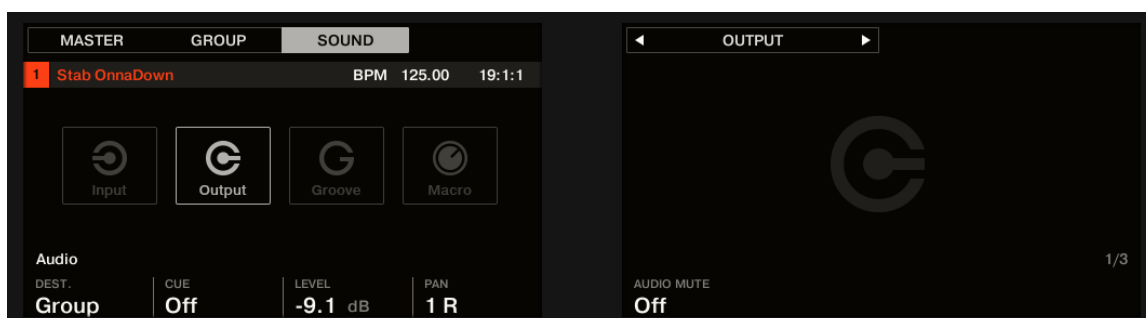 MASTER GROUP SOUND
1 Stab OnnaDown BPM 125.00 19:1:1
Input Output Groove Macro
Audio
DEST. CUE LEVEL PAN
Group Off -9.1 dB 1 R
OUTPUT
1/3
AUDIO MUTE
Off